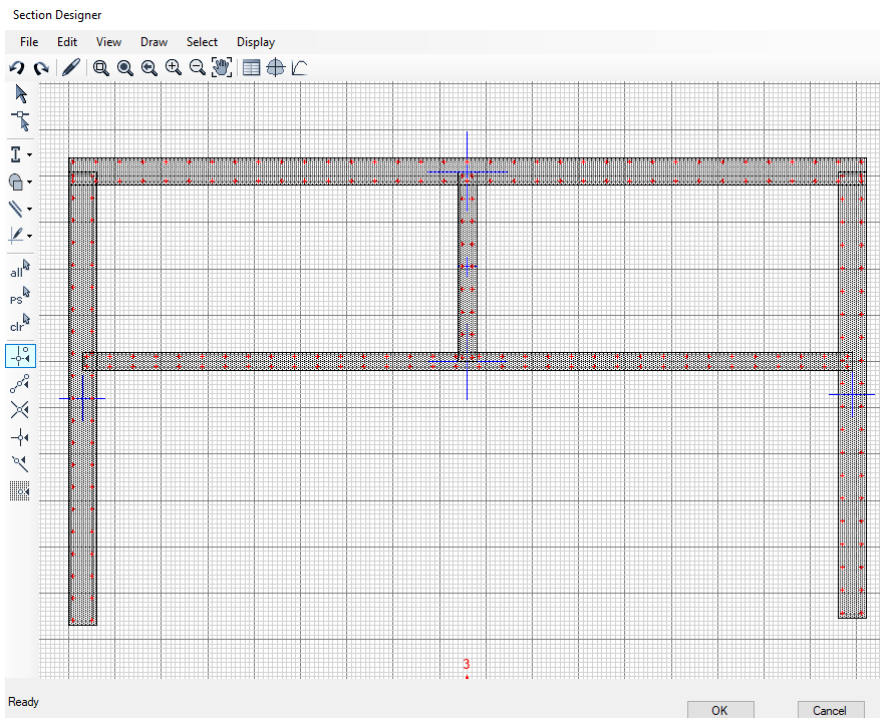 Section Designer
File Edit View Draw Select Display
all
PS
clr
3
Ready
OK Cancel